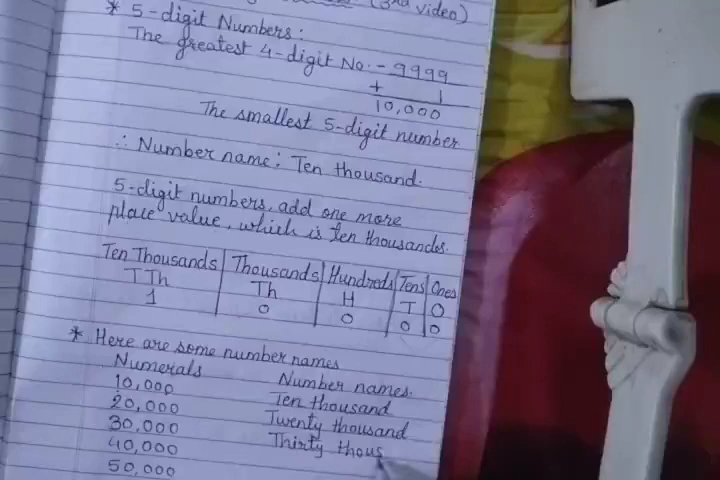 (3rd video)
* 5-digit Numbers:
The greatest 4-digit No. - 9999
+ 1
10,000
The smallest 5-digit number
∴ Number name: Ten thousand.
5-digit numbers, add one more
place value, which is ten thousands.
Ten Thousands Thousands Hundreds Tens Ones
T Th Th H T O
1 0 0 0 0
* Here are some number names
Numerals Number names.
10,000 Ten thousand
20,000 Twenty thousand
30,000 Thirty thous
40,000
50,000